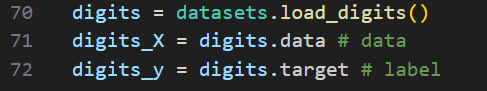 70 digits = datasets.load_digits()
71 digits_X = digits.data # data
72 digits_y = digits.target # label